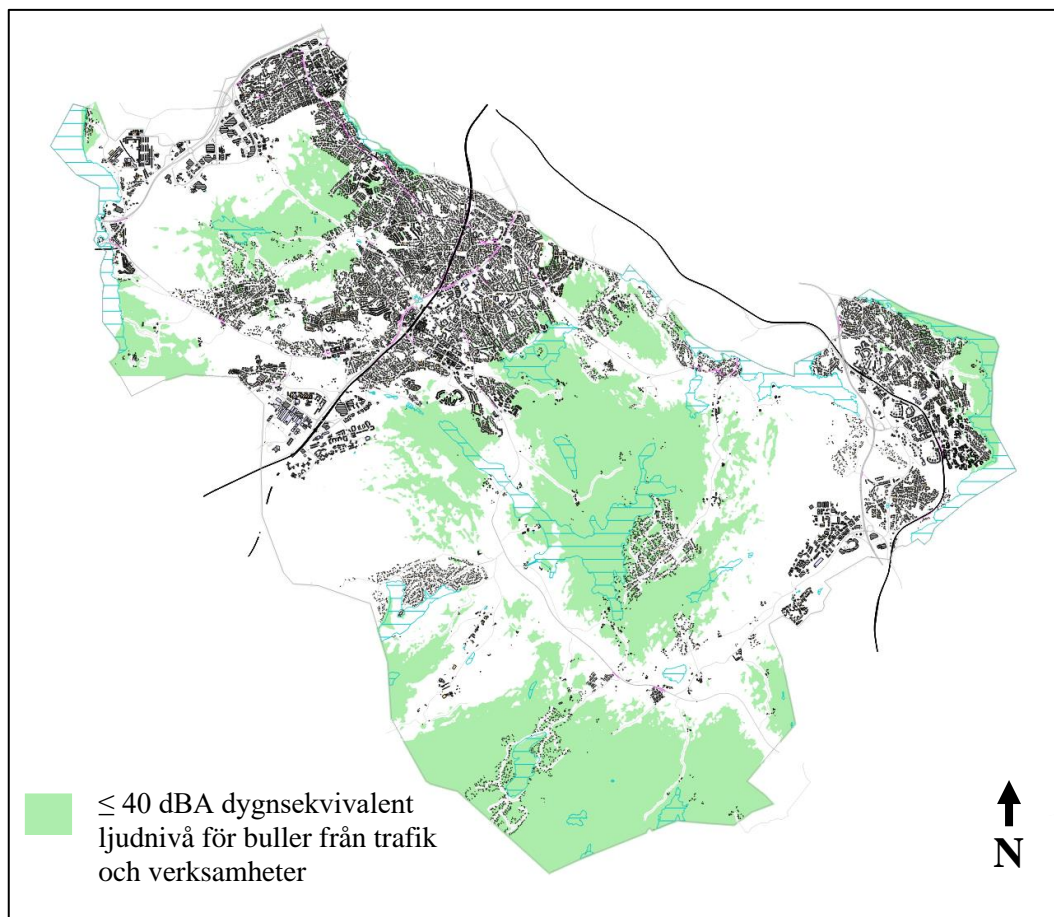 ≤ 40 dBA dygnsekvivalent
ljudnivå för buller från trafik
och verksamheter
N